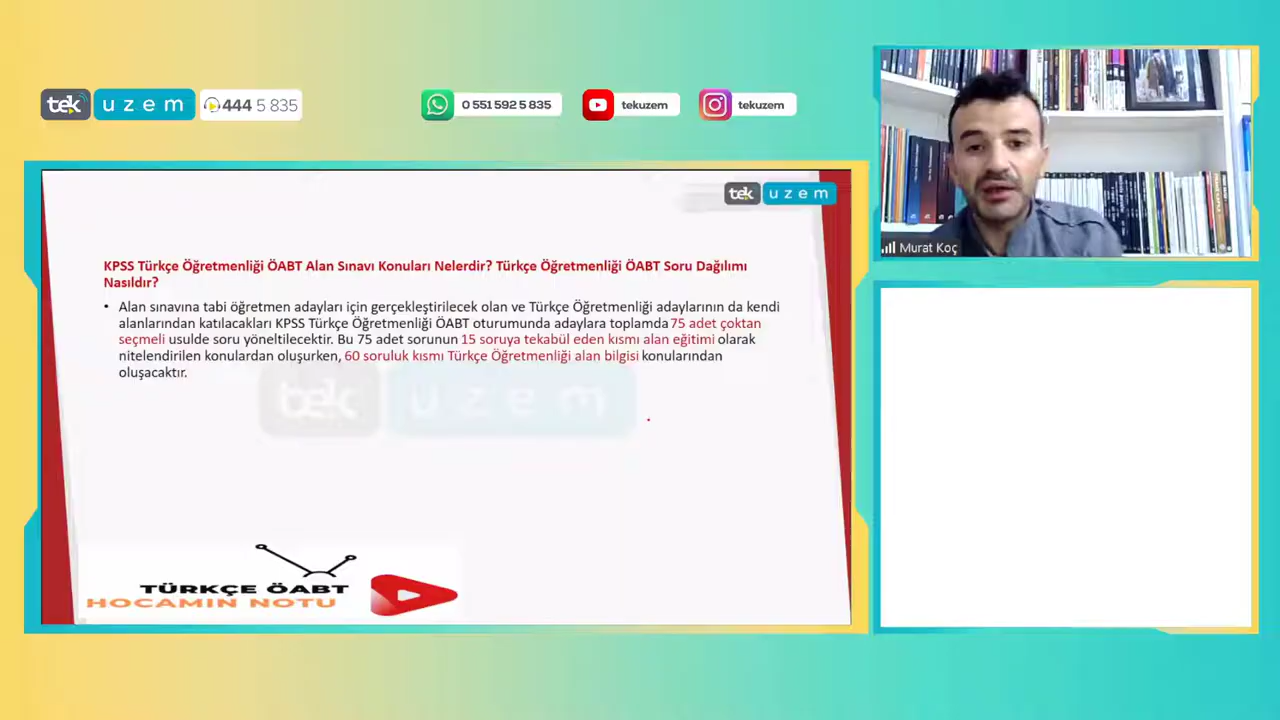 tek uzem 444 5 835
0 551 592 5 835
tekuzem
tekuzem
tek uzem
KPSS Türkçe Öğretmenliği ÖABT Alan Sınavı Konuları Nelerdir? Türkçe Öğretmenliği ÖABT Soru Dağılımı
Nasıldır?
• Alan sınavına tabi öğretmen adayları için gerçekleştirilecek olan ve Türkçe Öğretmenliği adaylarının da kendi
alanlarından katılacakları KPSS Türkçe Öğretmenliği ÖABT oturumunda adaylara toplamda 75 adet çoktan
seçmeli usulde soru yöneltilecektir. Bu 75 adet sorunun 15 soruya tekabül eden kısmı alan eğitimi olarak
nitelendirilen konulardan oluşurken, 60 soruluk kısmı Türkçe Öğretmenliği alan bilgisi konularından
oluşacaktır.
tek uzem
TÜRKÇE ÖABT
HOCAMIN NOTU
Murat Koç